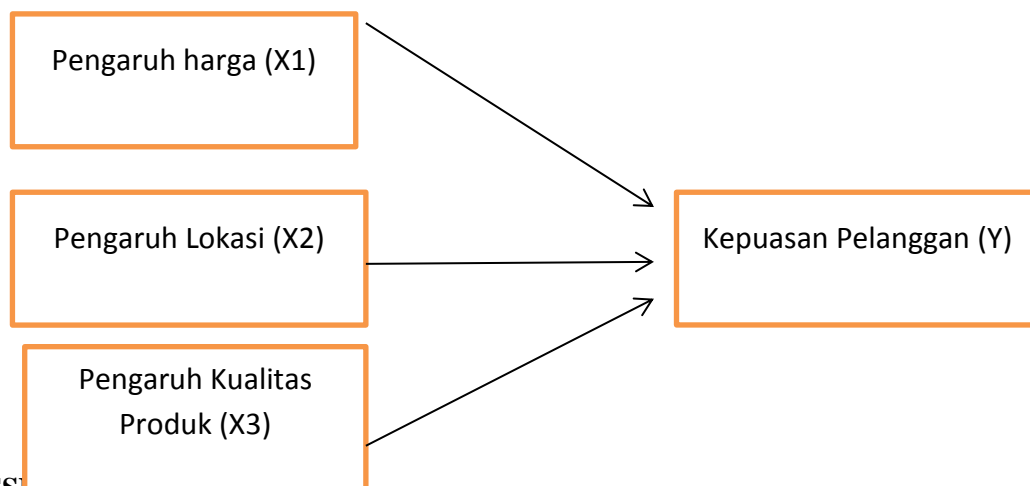 Pengaruh harga (X1)
Pengaruh Lokasi (X2)
Kepuasan Pelanggan (Y)
Pengaruh Kualitas
Produk (X3)